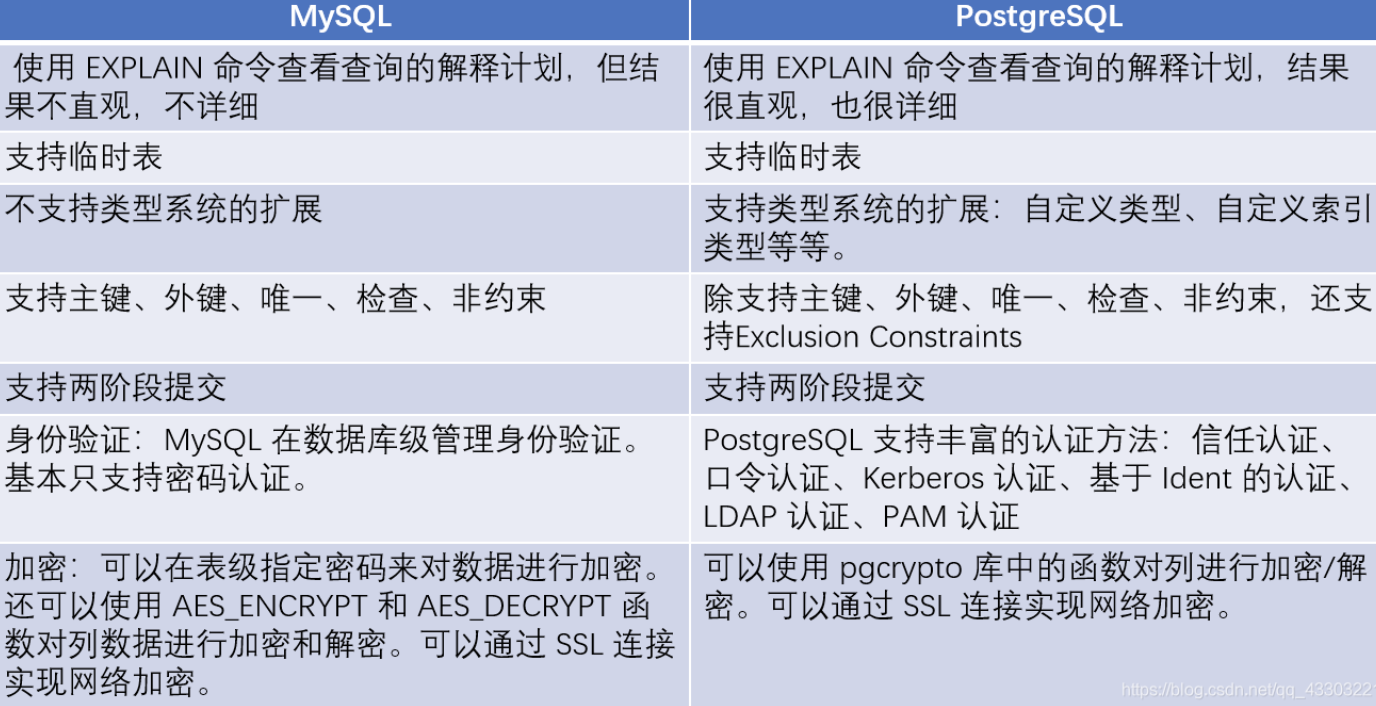 MySQL
PostgreSQL
使用 EXPLAIN 命令查看查询的解释计划，但结
果不直观，不详细
使用 EXPLAIN 命令查看查询的解释计划，结果
很直观，也很详细
支持临时表
支持临时表
不支持类型系统的扩展
支持类型系统的扩展：自定义类型、自定义索引
类型等等。
支持主键、外键、唯一、检查、非约束
除支持主键、外键、唯一、检查、非约束，还支
持Exclusion Constraints
支持两阶段提交
支持两阶段提交
身份验证：MySQL 在数据库级管理身份验证。
基本只支持密码认证。
PostgreSQL 支持丰富的认证方法：信任认证、
口令认证、Kerberos 认证、基于 Ident 的认证、
LDAP 认证、PAM 认证
加密：可以在表级指定密码来对数据进行加密。
还可以使用 AES_ENCRYPT 和 AES_DECRYPT 函
数对列数据进行加密和解密。可以通过 SSL 连接
实现网络加密。
可以使用 pgcrypto 库中的函数对列进行加密/解
密。可以通过 SSL 连接实现网络加密。
https://blog.csdn.net/qq_43303221